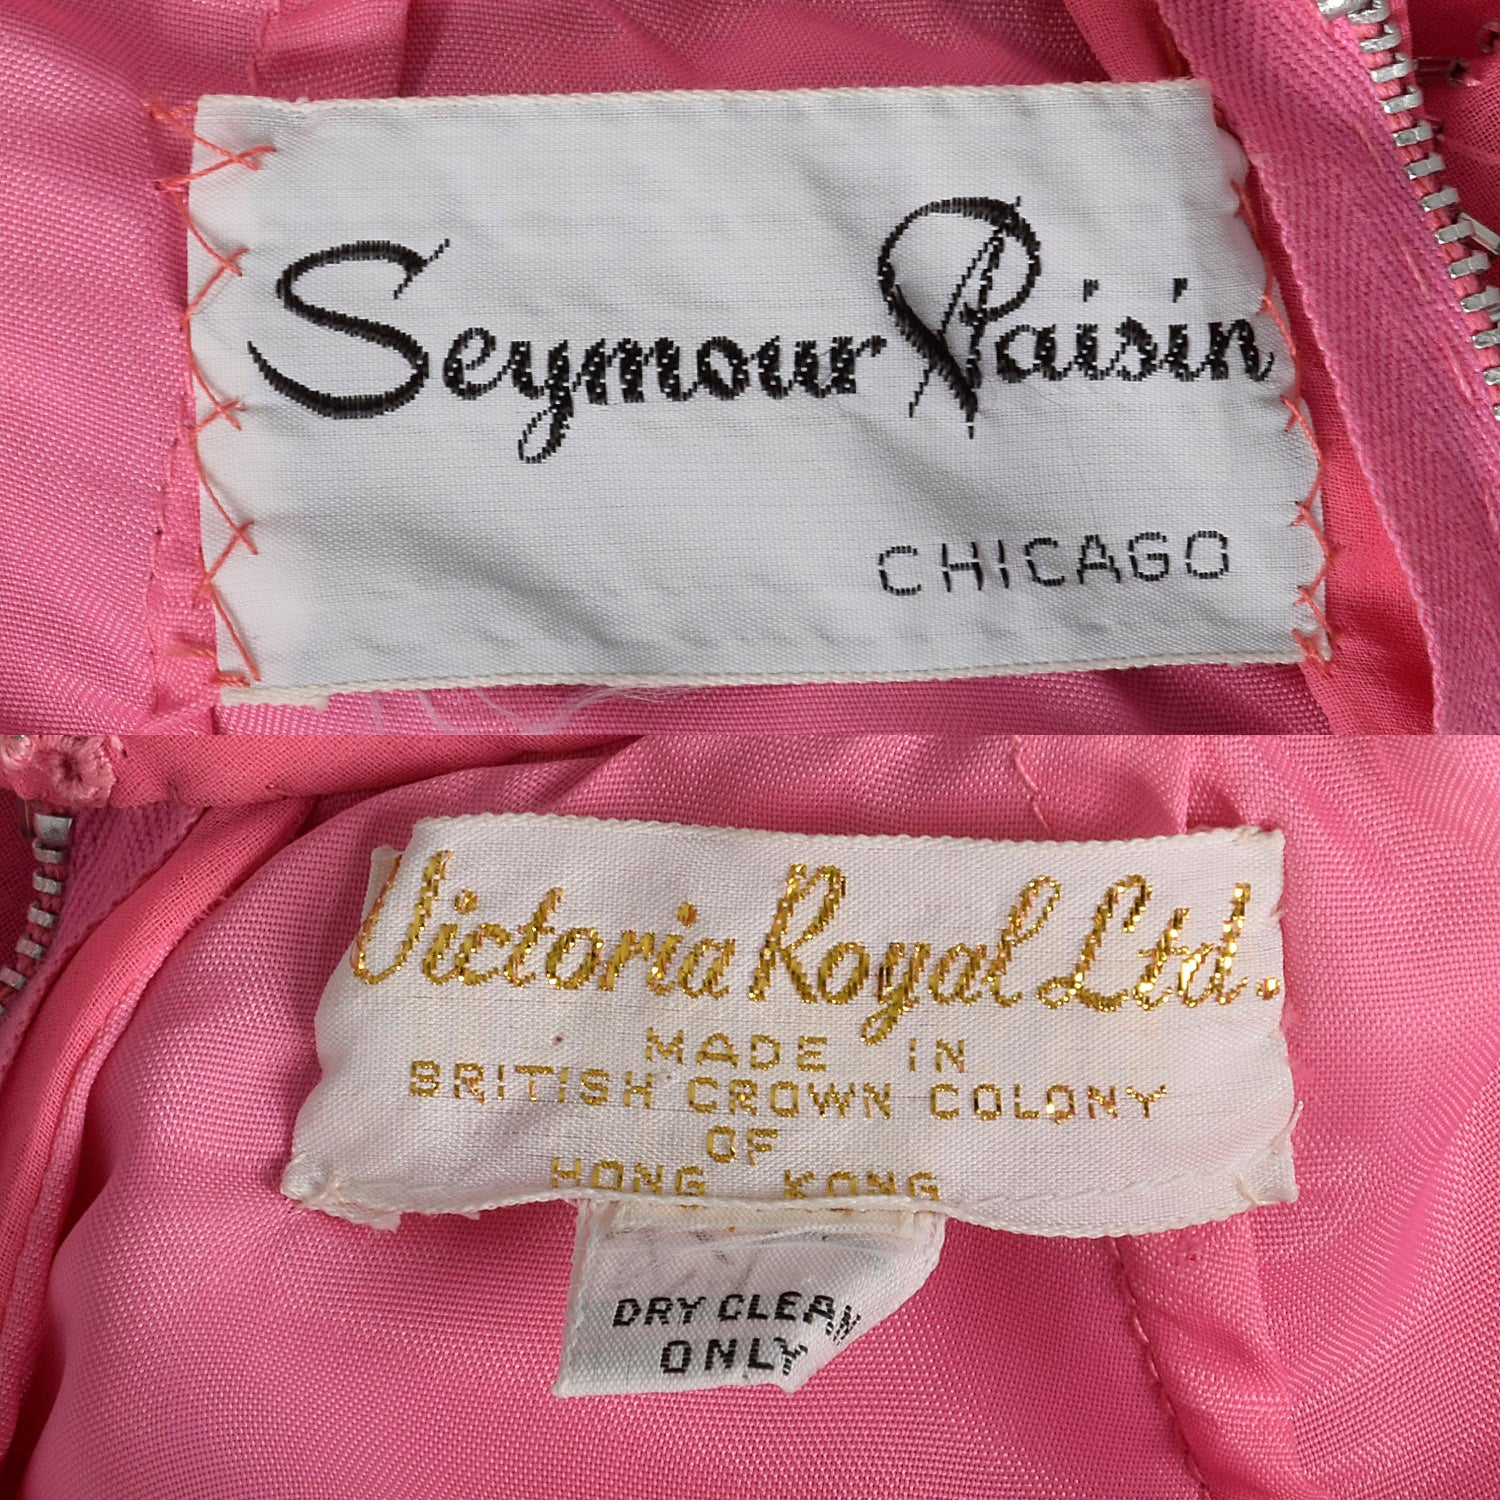 Seymour Paisin
CHICAGO
Victoria Royal Ltd.
MADE IN
BRITISH CROWN COLONY
OF
HONG KONG
DRY CLEAN
ONLY